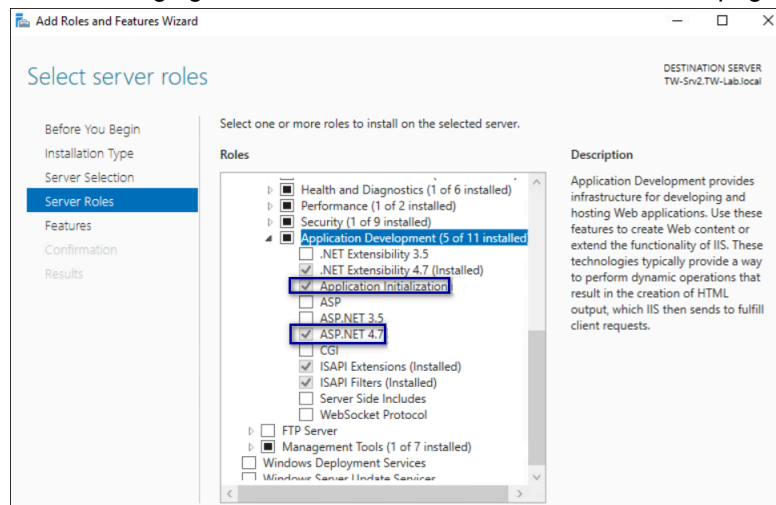 Add Roles and Features Wizard
Select server roles
DESTINATION SERVER
TW-Srv2.TW-Lab.local
Before You Begin
Installation Type
Server Selection
Server Roles
Features
Confirmation
Results
Select one or more roles to install on the selected server.
Roles
Health and Diagnostics (1 of 6 installed)
Performance (1 of 2 installed)
Security (1 of 9 installed)
Application Development (5 of 11 installed
.NET Extensibility 3.5
.NET Extensibility 4.7 (Installed)
Application Initialization
ASP
ASP.NET 3.5
ASP.NET 4.7
CGI
ISAPI Extensions (Installed)
ISAPI Filters (Installed)
Server Side Includes
WebSocket Protocol
FTP Server
Management Tools (1 of 7 installed)
Windows Deployment Services
Windows Server Update Services
Description
Application Development provides
infrastructure for developing and
hosting Web applications. Use these
features to create Web content or
extend the functionality of IIS. These
technologies typically provide a way
to perform dynamic operations that
result in the creation of HTML
output, which IIS then sends to fulfill
client requests.